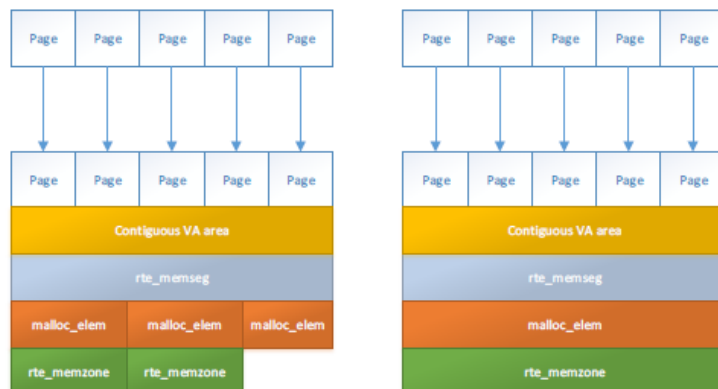 Page Page Page Page Page Page Page Page Page Page
Page Page Page Page Page Page Page Page Page Page
Contiguous VA area Contiguous VA area
rte_memseg rte_memseg
malloc_elem malloc_elem malloc_elem malloc_elem
rte_memzone rte_memzone rte_memzone